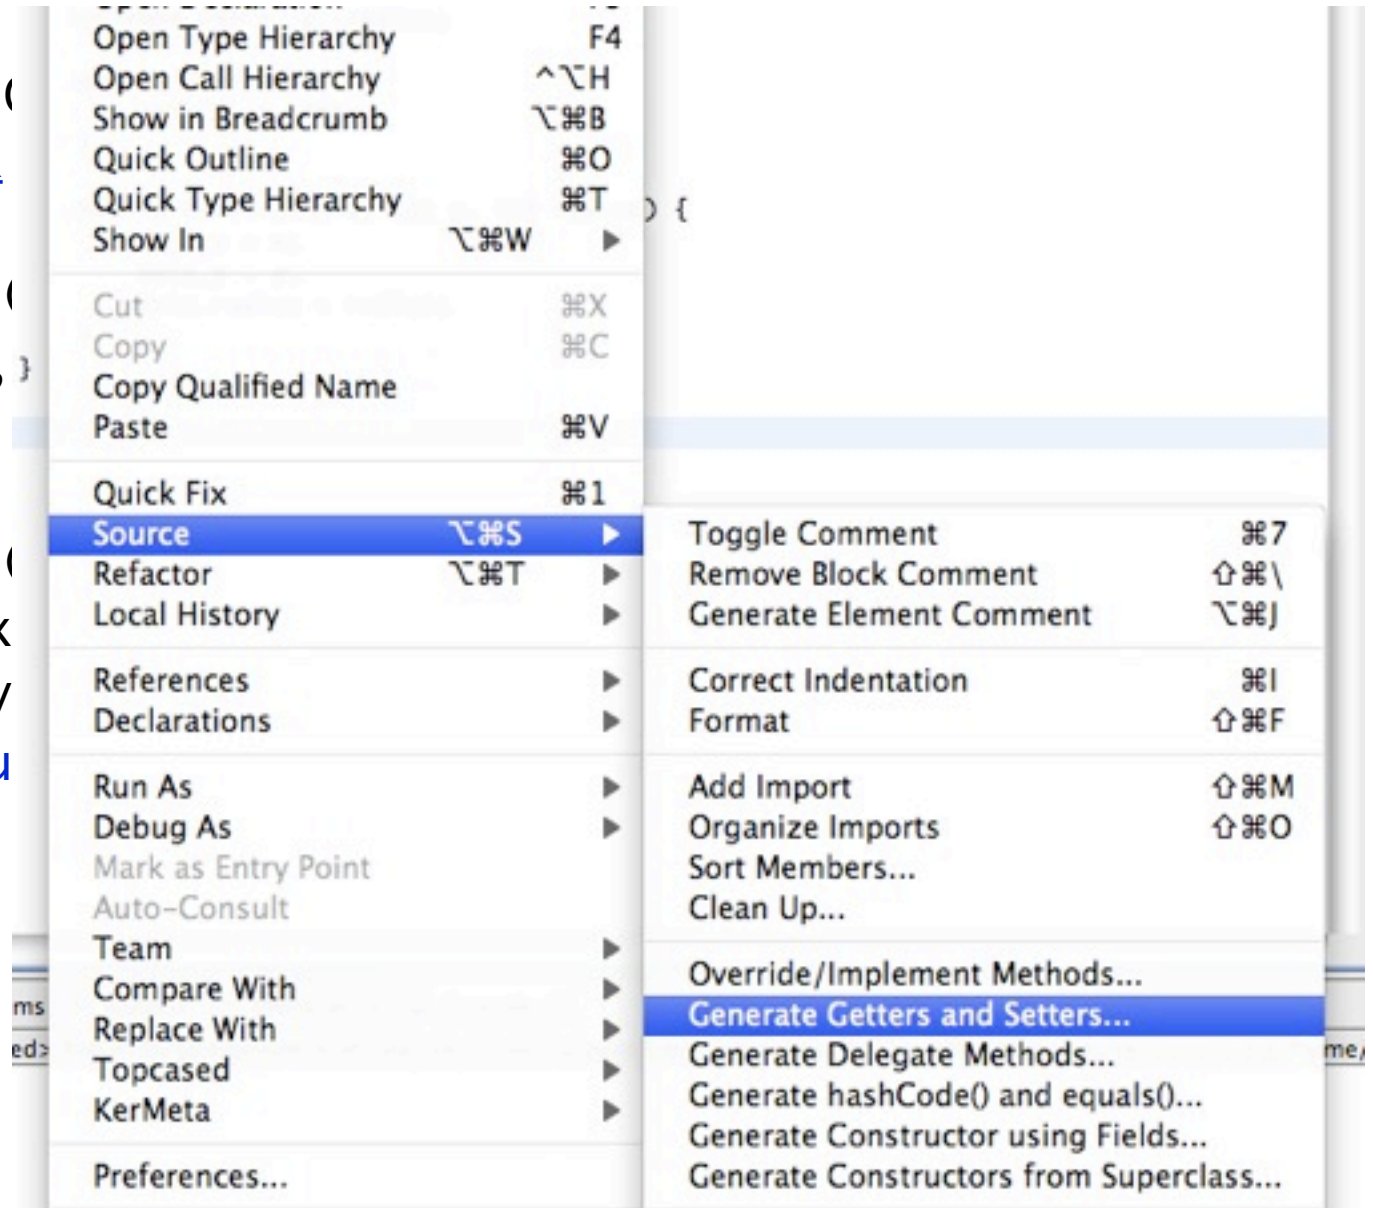 Open Type Hierarchy F4
Open Call Hierarchy ^⌥H
Show in Breadcrumb ⌥⌘B
Quick Outline ⌘O
Quick Type Hierarchy ⌘T
) {
Show In ⌥⌘W ▶
Cut ⌘X
Copy ⌘C
}
Copy Qualified Name
Paste ⌘V
Quick Fix ⌘1
Source ⌥⌘S ▶
Refactor ⌥⌘T ▶
Local History ▶
References ▶
Declarations ▶
Run As ▶
Debug As ▶
Mark as Entry Point
Auto-Consult
Team ▶
Compare With ▶
Replace With ▶
Topcased ▶
KerMeta ▶
Preferences...
Toggle Comment ⌘7
Remove Block Comment ⇧⌘\
Generate Element Comment ⌥⌘J
Correct Indentation ⌘I
Format ⇧⌘F
Add Import ⇧⌘M
Organize Imports ⇧⌘O
Sort Members...
Clean Up...
Override/Implement Methods...
Generate Getters and Setters...
Generate Delegate Methods...
Generate hashCode() and equals()...
Generate Constructor using Fields...
Generate Constructors from Superclass...
ms
ed>
me/